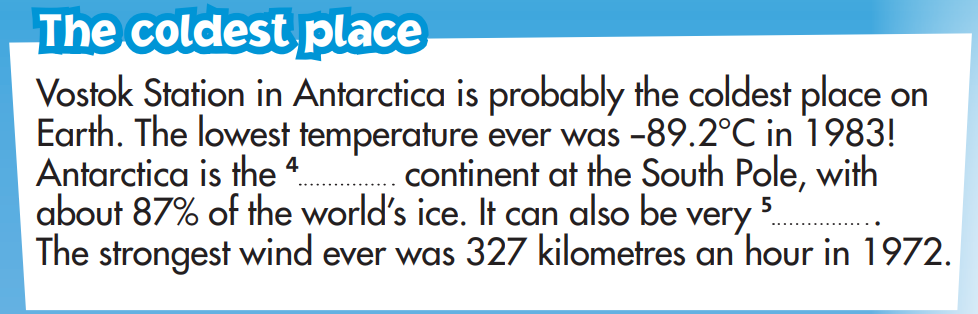 The coldest place
Vostok Station in Antarctica is probably the coldest place on
Earth. The lowest temperature ever was –89.2°C in 1983!
Antarctica is the 4............... continent at the South Pole, with
about 87% of the world's ice. It can also be very 5................
The strongest wind ever was 327 kilometres an hour in 1972.